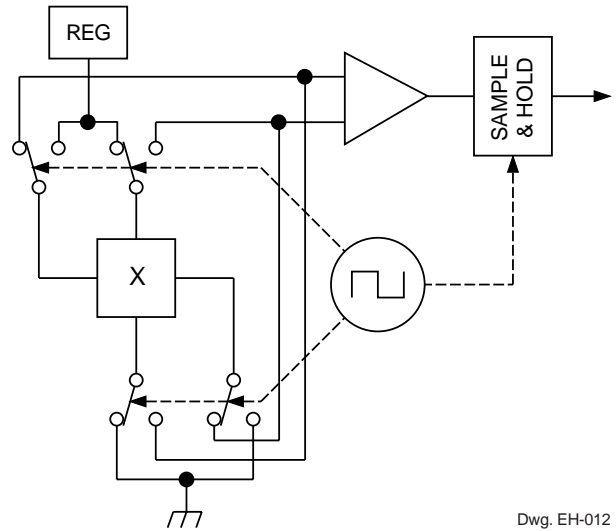 REG
SAMPLE
& HOLD
X
Dwg. EH-012